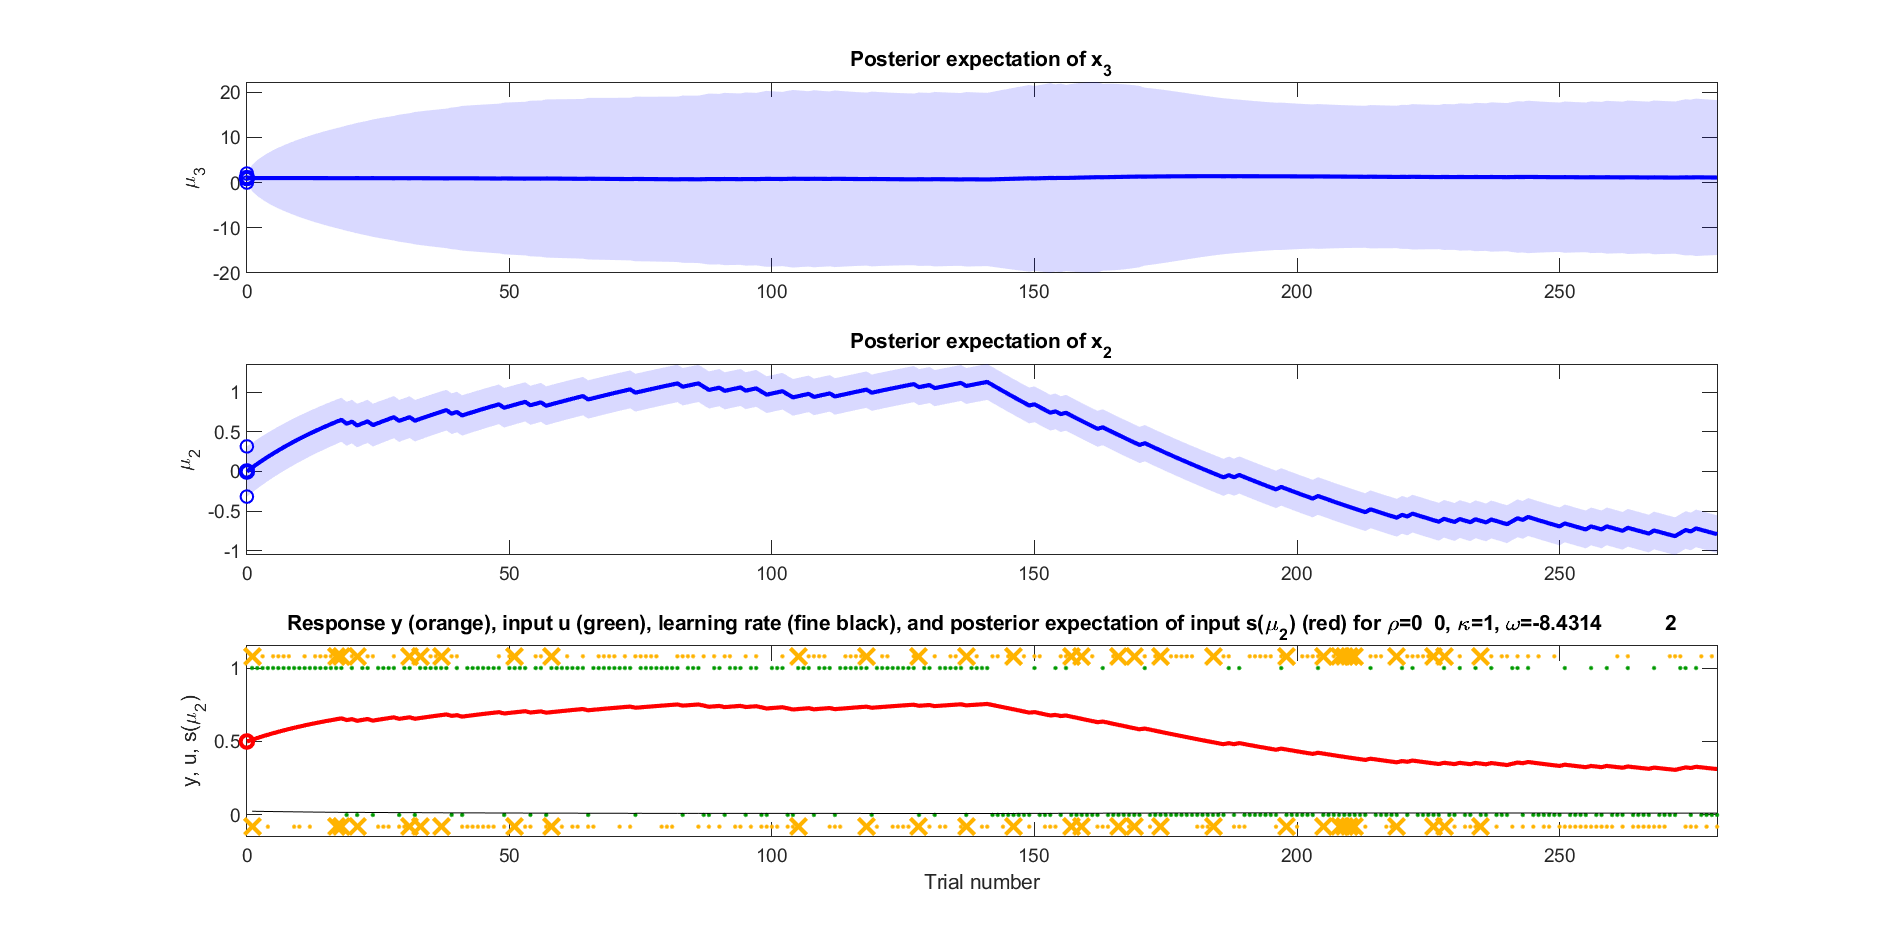 Posterior expectation of x3
20
10
0
-10
-20
μ3
0 50 100 150 200 250
Posterior expectation of x2
1
0.5
0
-0.5
-1
μ2
0 50 100 150 200 250
Response y (orange), input u (green), learning rate (fine black), and posterior expectation of input s(μ2) (red) for ρ=0 0, κ=1, ω=-8.4314 2
1
0.5
0
y, u, s(μ2)
0 50 100 150 200 250
Trial number